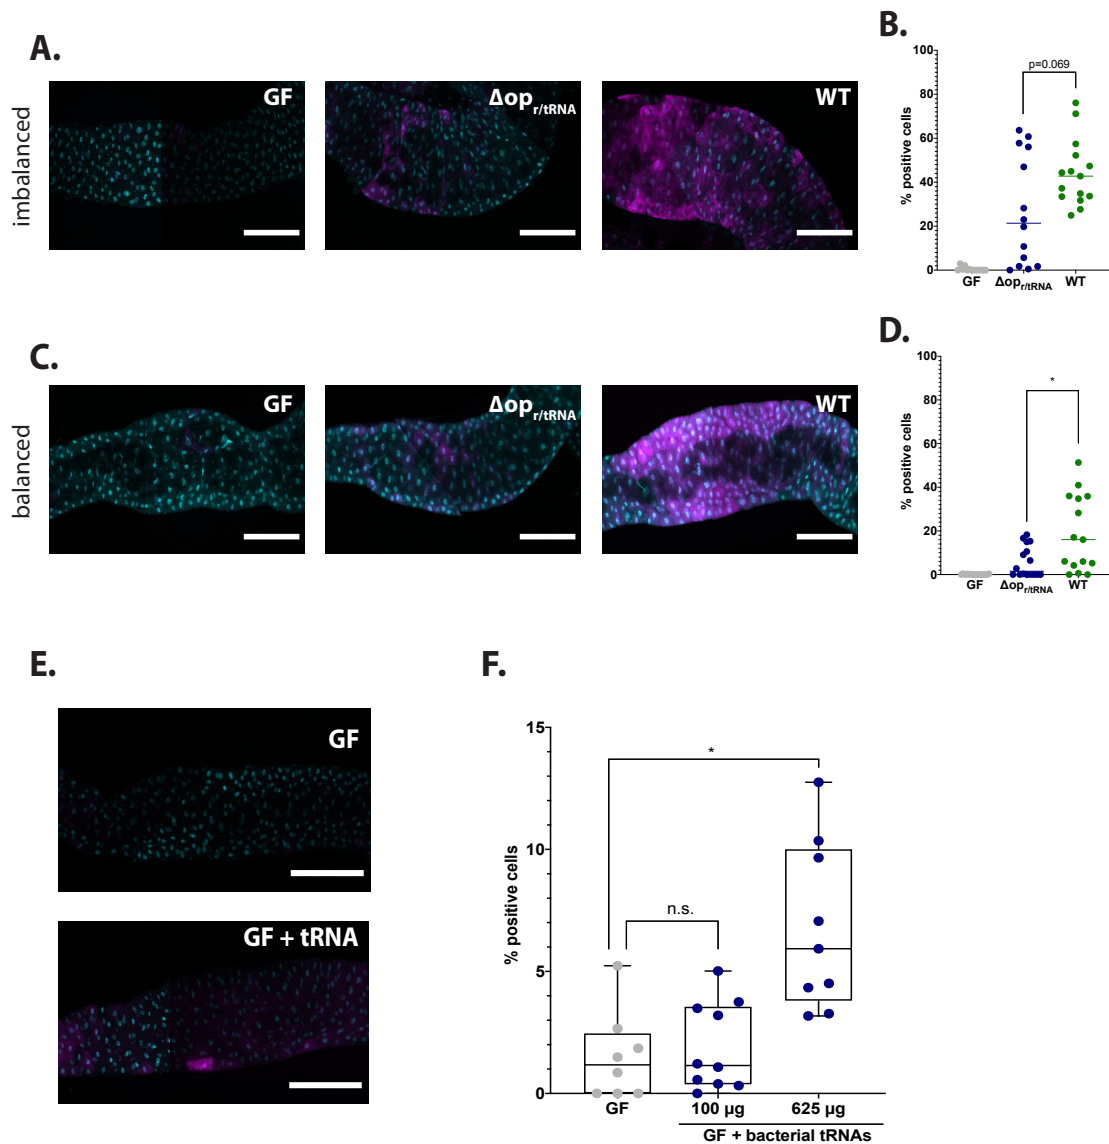 A.
imbalanced
GF
Δop r/tRNA
WT
B.
% positive cells
100
80
60
40
20
0
p=0.069
GF
Δop r/tRNA
WT
C.
balanced
GF
Δop r/tRNA
WT
D.
% positive cells
100
80
60
40
20
0
*
GF
Δop r/tRNA
WT
E.
GF
GF + tRNA
F.
% positive cells
15
10
5
0
*
n.s.
GF
100 µg
625 µg
GF + bacterial tRNAs